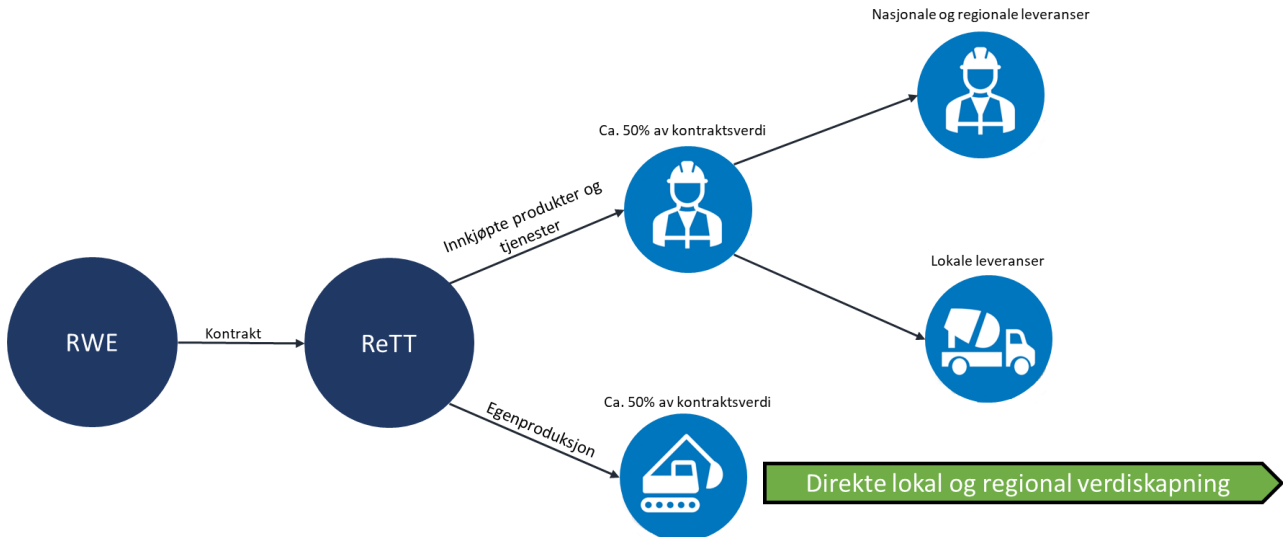 Nasjonale og regionale leveranser
Ca. 50% av kontraktsverdi
Innkjøpte produkter og
tjenester
Lokale leveranser
RWE
Kontrakt
ReTT
Ca. 50% av kontraktsverdi
Egenproduksjon
Direkte lokal og regional verdiskapning